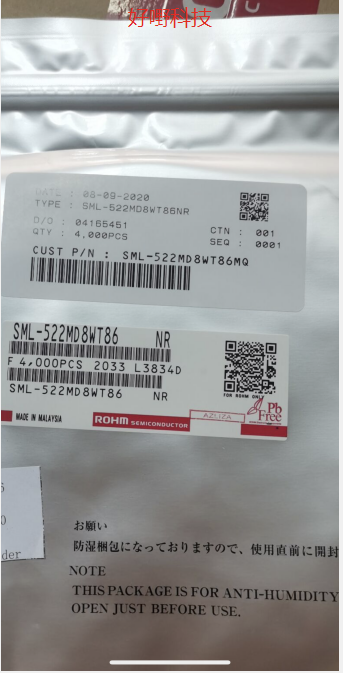 好嘢科技
DATE : 08-09-2020
TYPE : SML-522MD8WT86NR
D/O : 04165451
QTY : 4,000PCS
CTN : 001
SEQ : 0001
CUST P/N : SML-522MD8WT86MQ
SML-522MD8WT86 NR
F 4,000PCS 2033 L3834D
SML-522MD8WT86 NR
FOR ROHM ONLY
MADE IN MALAYSIA
ROHM SEMICONDUCTOR
AZLIZA
Pb
Free
0
der
お願い
防湿梱包になっておりますので、使用直前に開封
NOTE
THIS PACKAGE IS FOR ANTI-HUMIDITY
OPEN JUST BEFORE USE.